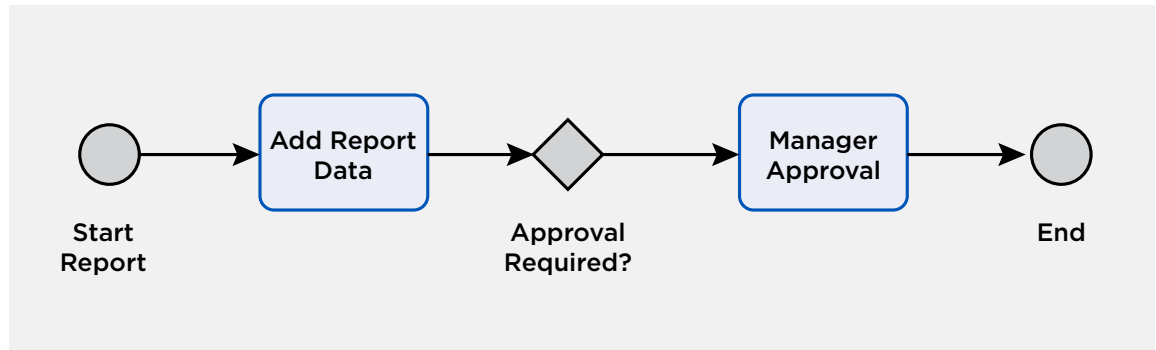 Add Report
Data
Manager
Approval
Start
Report
Approval
Required?
End